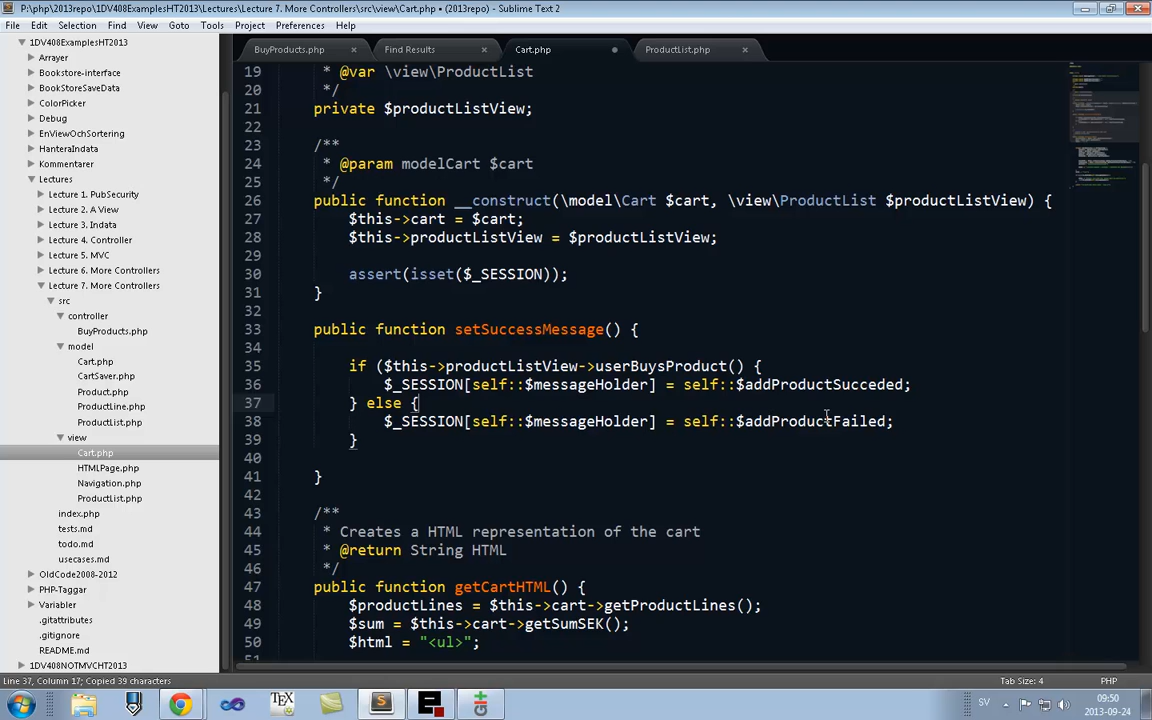 P:\php\2013repo\1DV408ExamplesHT2013\Lectures\Lecture 7. More Controllers\src\view\Cart.php • (2013repo) - Sublime Text 2
File Edit Selection Find View Goto Tools Project Preferences Help
1DV408ExamplesHT2013
Arrayer
Bookstore-interface
BookStoreSaveData
ColorPicker
Debug
EnViewOchSortering
HanteraIndata
Kommentarer
Lectures
Lecture 1. PubSecurity
Lecture 2. A View
Lecture 3. Indata
Lecture 4. Controller
Lecture 5. MVC
Lecture 6. More Controllers
Lecture 7. More Controllers
src
controller
BuyProducts.php
model
Cart.php
CartSaver.php
Product.php
ProductLine.php
ProductList.php
view
Cart.php
HTMLPage.php
Navigation.php
ProductList.php
index.php
tests.md
todo.md
usecases.md
OldCode2008-2012
PHP-Taggar
Variabler
.gitattributes
.gitignore
README.md
1DV408NOTMVCHT2013
BuyProducts.php × Find Results × Cart.php • ProductList.php ×
19 * @var \view\ProductList
20 */
21 private $productListView;
22
23 /**
24 * @param modelCart $cart
25 */
26 public function __construct(\model\Cart $cart, \view\ProductList $productListView) {
27 $this->cart = $cart;
28 $this->productListView = $productListView;
29
30 assert(isset($_SESSION));
31 }
32
33 public function setSuccessMessage() {
34
35 if ($this->productListView->userBuysProduct() {
36 $_SESSION[self::$messageHolder] = self::$addProductSucceded;
37 } else {
38 $_SESSION[self::$messageHolder] = self::$addProductFailed;
39 }
40
41 }
42
43 /**
44 * Creates a HTML representation of the cart
45 * @return String HTML
46 */
47 public function getCartHTML() {
48 $productLines = $this->cart->getProductLines();
49 $sum = $this->cart->getSumSEK();
50 $html = "<ul>";
51
Line 37, Column 17; Copied 39 characters Tab Size: 4 PHP
SV 09:50
2013-09-24